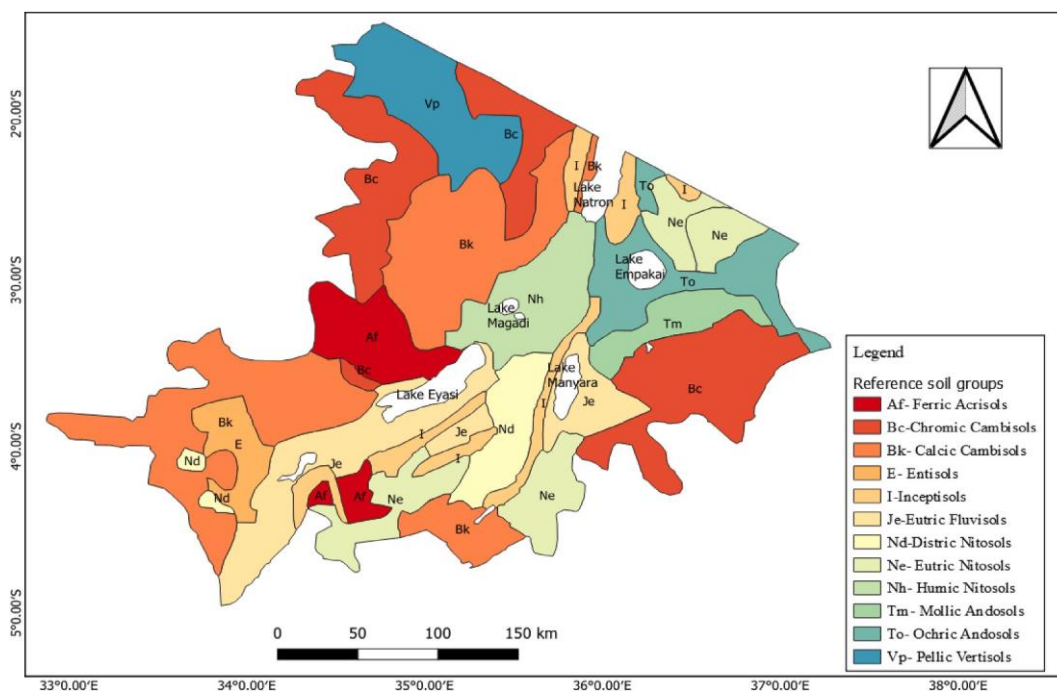 2°0.00'S
3°0.00'S
4°0.00'S
5°0.00'S
Vp
Bc
Bc
I
Bk
Lake
Natron
I
To
I
Ne
Ne
Bk
Lake
Empakai
To
Nh
Lake
Magadi
Tm
Af
Bc
Lake Eyasi
Lake
Manyara
Bc
Je
I
Bk
E
Nd
Nd
I
Je
Nd
I
Je
Af
Af
Ne
Ne
Bk
Legend
Reference soil groups
Af- Ferric Acrisols
Bc-Chromic Cambisols
Bk- Calcic Cambisols
E- Entisols
I-Inceptisols
Je-Eutric Fluvisols
Nd-Distric Nitosols
Ne- Eutric Nitosols
Nh- Humic Nitosols
Tm- Mollic Andosols
To- Ochric Andosols
Vp- Pellic Vertisols
0 50 100 150 km
33°0.00'E 34°0.00'E 35°0.00'E 36°0.00'E 37°0.00'E 38°0.00'E